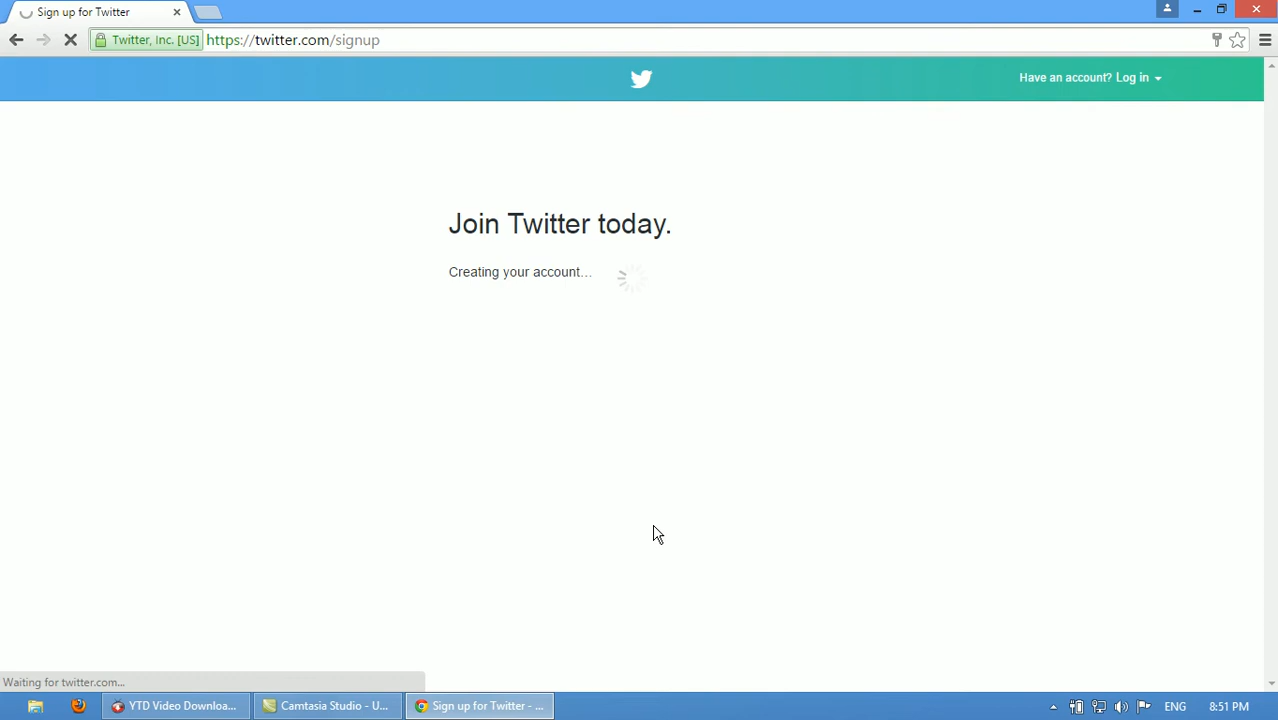 Sign up for Twitter
Twitter, Inc. [US] https://twitter.com/signup
Have an account? Log in
Join Twitter today.
Creating your account...
Waiting for twitter.com...
YTD Video Downloa...
Camtasia Studio - U...
Sign up for Twitter - ...
ENG
8:51 PM